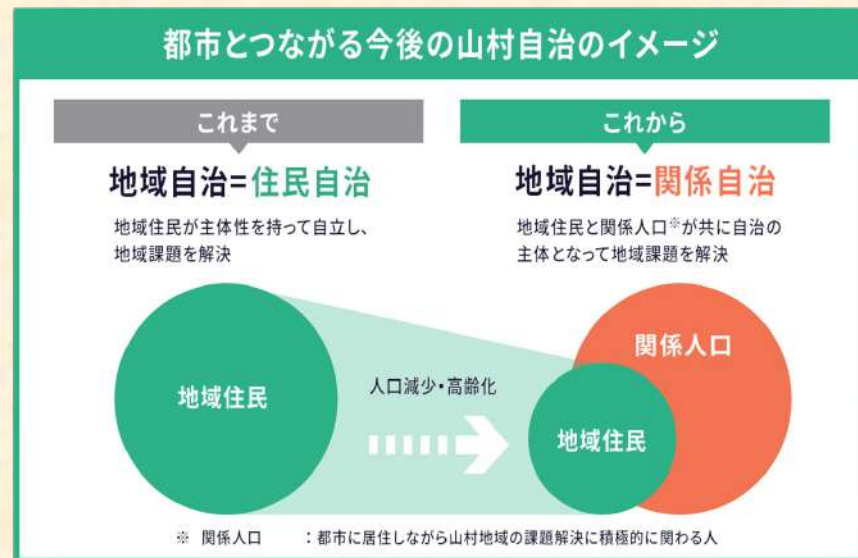 都市とつながる今後の山村自治のイメージ
これまで
地域自治=住民自治
地域住民が主体性を持って自立し、
地域課題を解決
これから
地域自治=関係自治
地域住民と関係人口※が共に自治の
主体となって地域課題を解決
地域住民
人口減少・高齢化
関係人口
地域住民
※ 関係人口 :都市に居住しながら山村地域の課題解決に積極的に関わる人